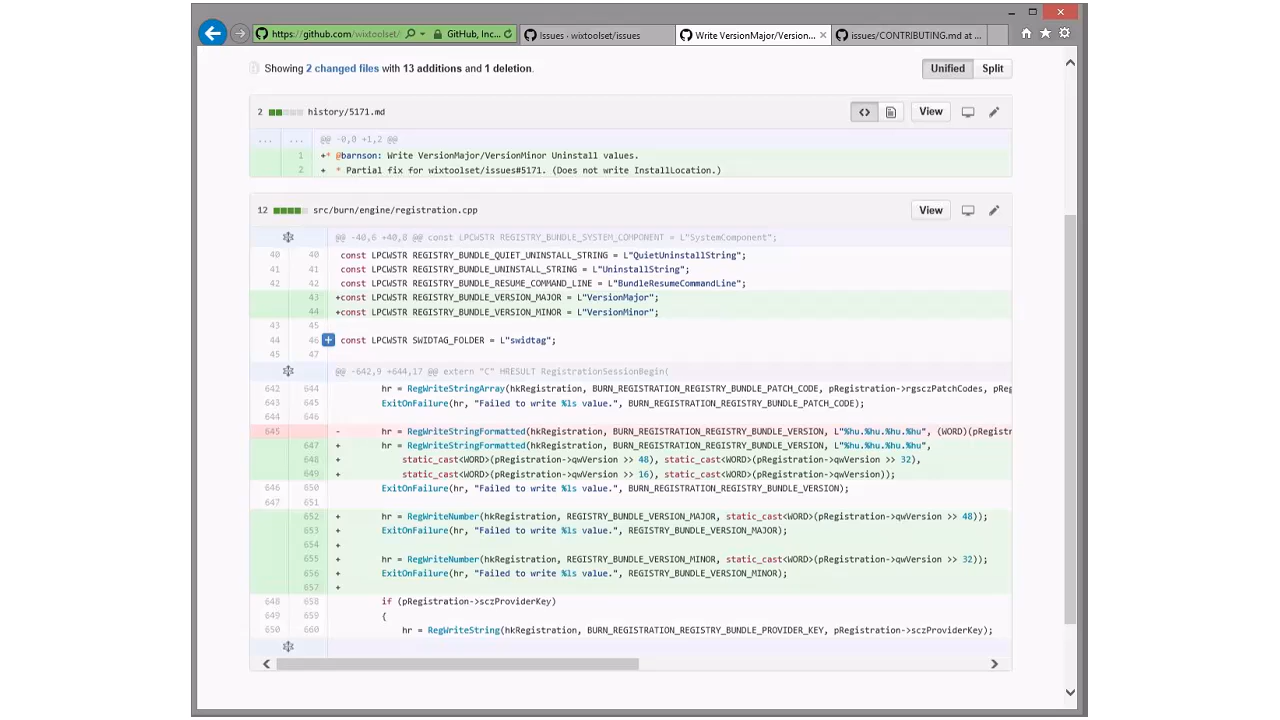 https://github.com/wixtoolset/ GitHub, Inc... Issues · wixtoolset/issues Write VersionMajor/Version... issues/CONTRIBUTING.md at ...
Showing 2 changed files with 13 additions and 1 deletion.
Unified Split
2 history/5171.md
View
... ... @@ -0,0 +1,2 @@
1 +* @barnson: Write VersionMajor/VersionMinor Uninstall values.
2 + * Partial fix for wixtoolset/issues#5171. (Does not write InstallLocation.)
12 src/burn/engine/registration.cpp
View
@@ -40,6 +40,8 @@ const LPCWSTR REGISTRY_BUNDLE_SYSTEM_COMPONENT = L"SystemComponent";
40 40 const LPCWSTR REGISTRY_BUNDLE_QUIET_UNINSTALL_STRING = L"QuietUninstallString";
41 41 const LPCWSTR REGISTRY_BUNDLE_UNINSTALL_STRING = L"UninstallString";
42 42 const LPCWSTR REGISTRY_BUNDLE_RESUME_COMMAND_LINE = L"BundleResumeCommandLine";
43 +const LPCWSTR REGISTRY_BUNDLE_VERSION_MAJOR = L"VersionMajor";
44 +const LPCWSTR REGISTRY_BUNDLE_VERSION_MINOR = L"VersionMinor";
43 45
44 46 const LPCWSTR SWIDTAG_FOLDER = L"swidtag";
45 47
@@ -642,9 +644,17 @@ extern "C" HRESULT RegistrationSessionBegin(
642 644 hr = RegWriteStringArray(hkRegistration, BURN_REGISTRATION_REGISTRY_BUNDLE_PATCH_CODE, pRegistration->rgsczPatchCodes, pReg
643 645 ExitOnFailure(hr, "Failed to write %ls value.", BURN_REGISTRATION_REGISTRY_BUNDLE_PATCH_CODE);
644 646
645 - hr = RegWriteStringFormatted(hkRegistration, BURN_REGISTRATION_REGISTRY_BUNDLE_VERSION, L"%hu.%hu.%hu.%hu", (WORD)(pRegistr
647 + hr = RegWriteStringFormatted(hkRegistration, BURN_REGISTRATION_REGISTRY_BUNDLE_VERSION, L"%hu.%hu.%hu.%hu",
648 + static_cast<WORD>(pRegistration->qwVersion >> 48), static_cast<WORD>(pRegistration->qwVersion >> 32),
649 + static_cast<WORD>(pRegistration->qwVersion >> 16), static_cast<WORD>(pRegistration->qwVersion));
646 650 ExitOnFailure(hr, "Failed to write %ls value.", BURN_REGISTRATION_REGISTRY_BUNDLE_VERSION);
647 651
652 + hr = RegWriteNumber(hkRegistration, REGISTRY_BUNDLE_VERSION_MAJOR, static_cast<WORD>(pRegistration->qwVersion >> 48));
653 + ExitOnFailure(hr, "Failed to write %ls value.", REGISTRY_BUNDLE_VERSION_MAJOR);
654 +
655 + hr = RegWriteNumber(hkRegistration, REGISTRY_BUNDLE_VERSION_MINOR, static_cast<WORD>(pRegistration->qwVersion >> 32));
656 + ExitOnFailure(hr, "Failed to write %ls value.", REGISTRY_BUNDLE_VERSION_MINOR);
657 +
648 658 if (pRegistration->sczProviderKey)
649 659 {
650 660 hr = RegWriteString(hkRegistration, BURN_REGISTRATION_REGISTRY_BUNDLE_PROVIDER_KEY, pRegistration->sczProviderKey);